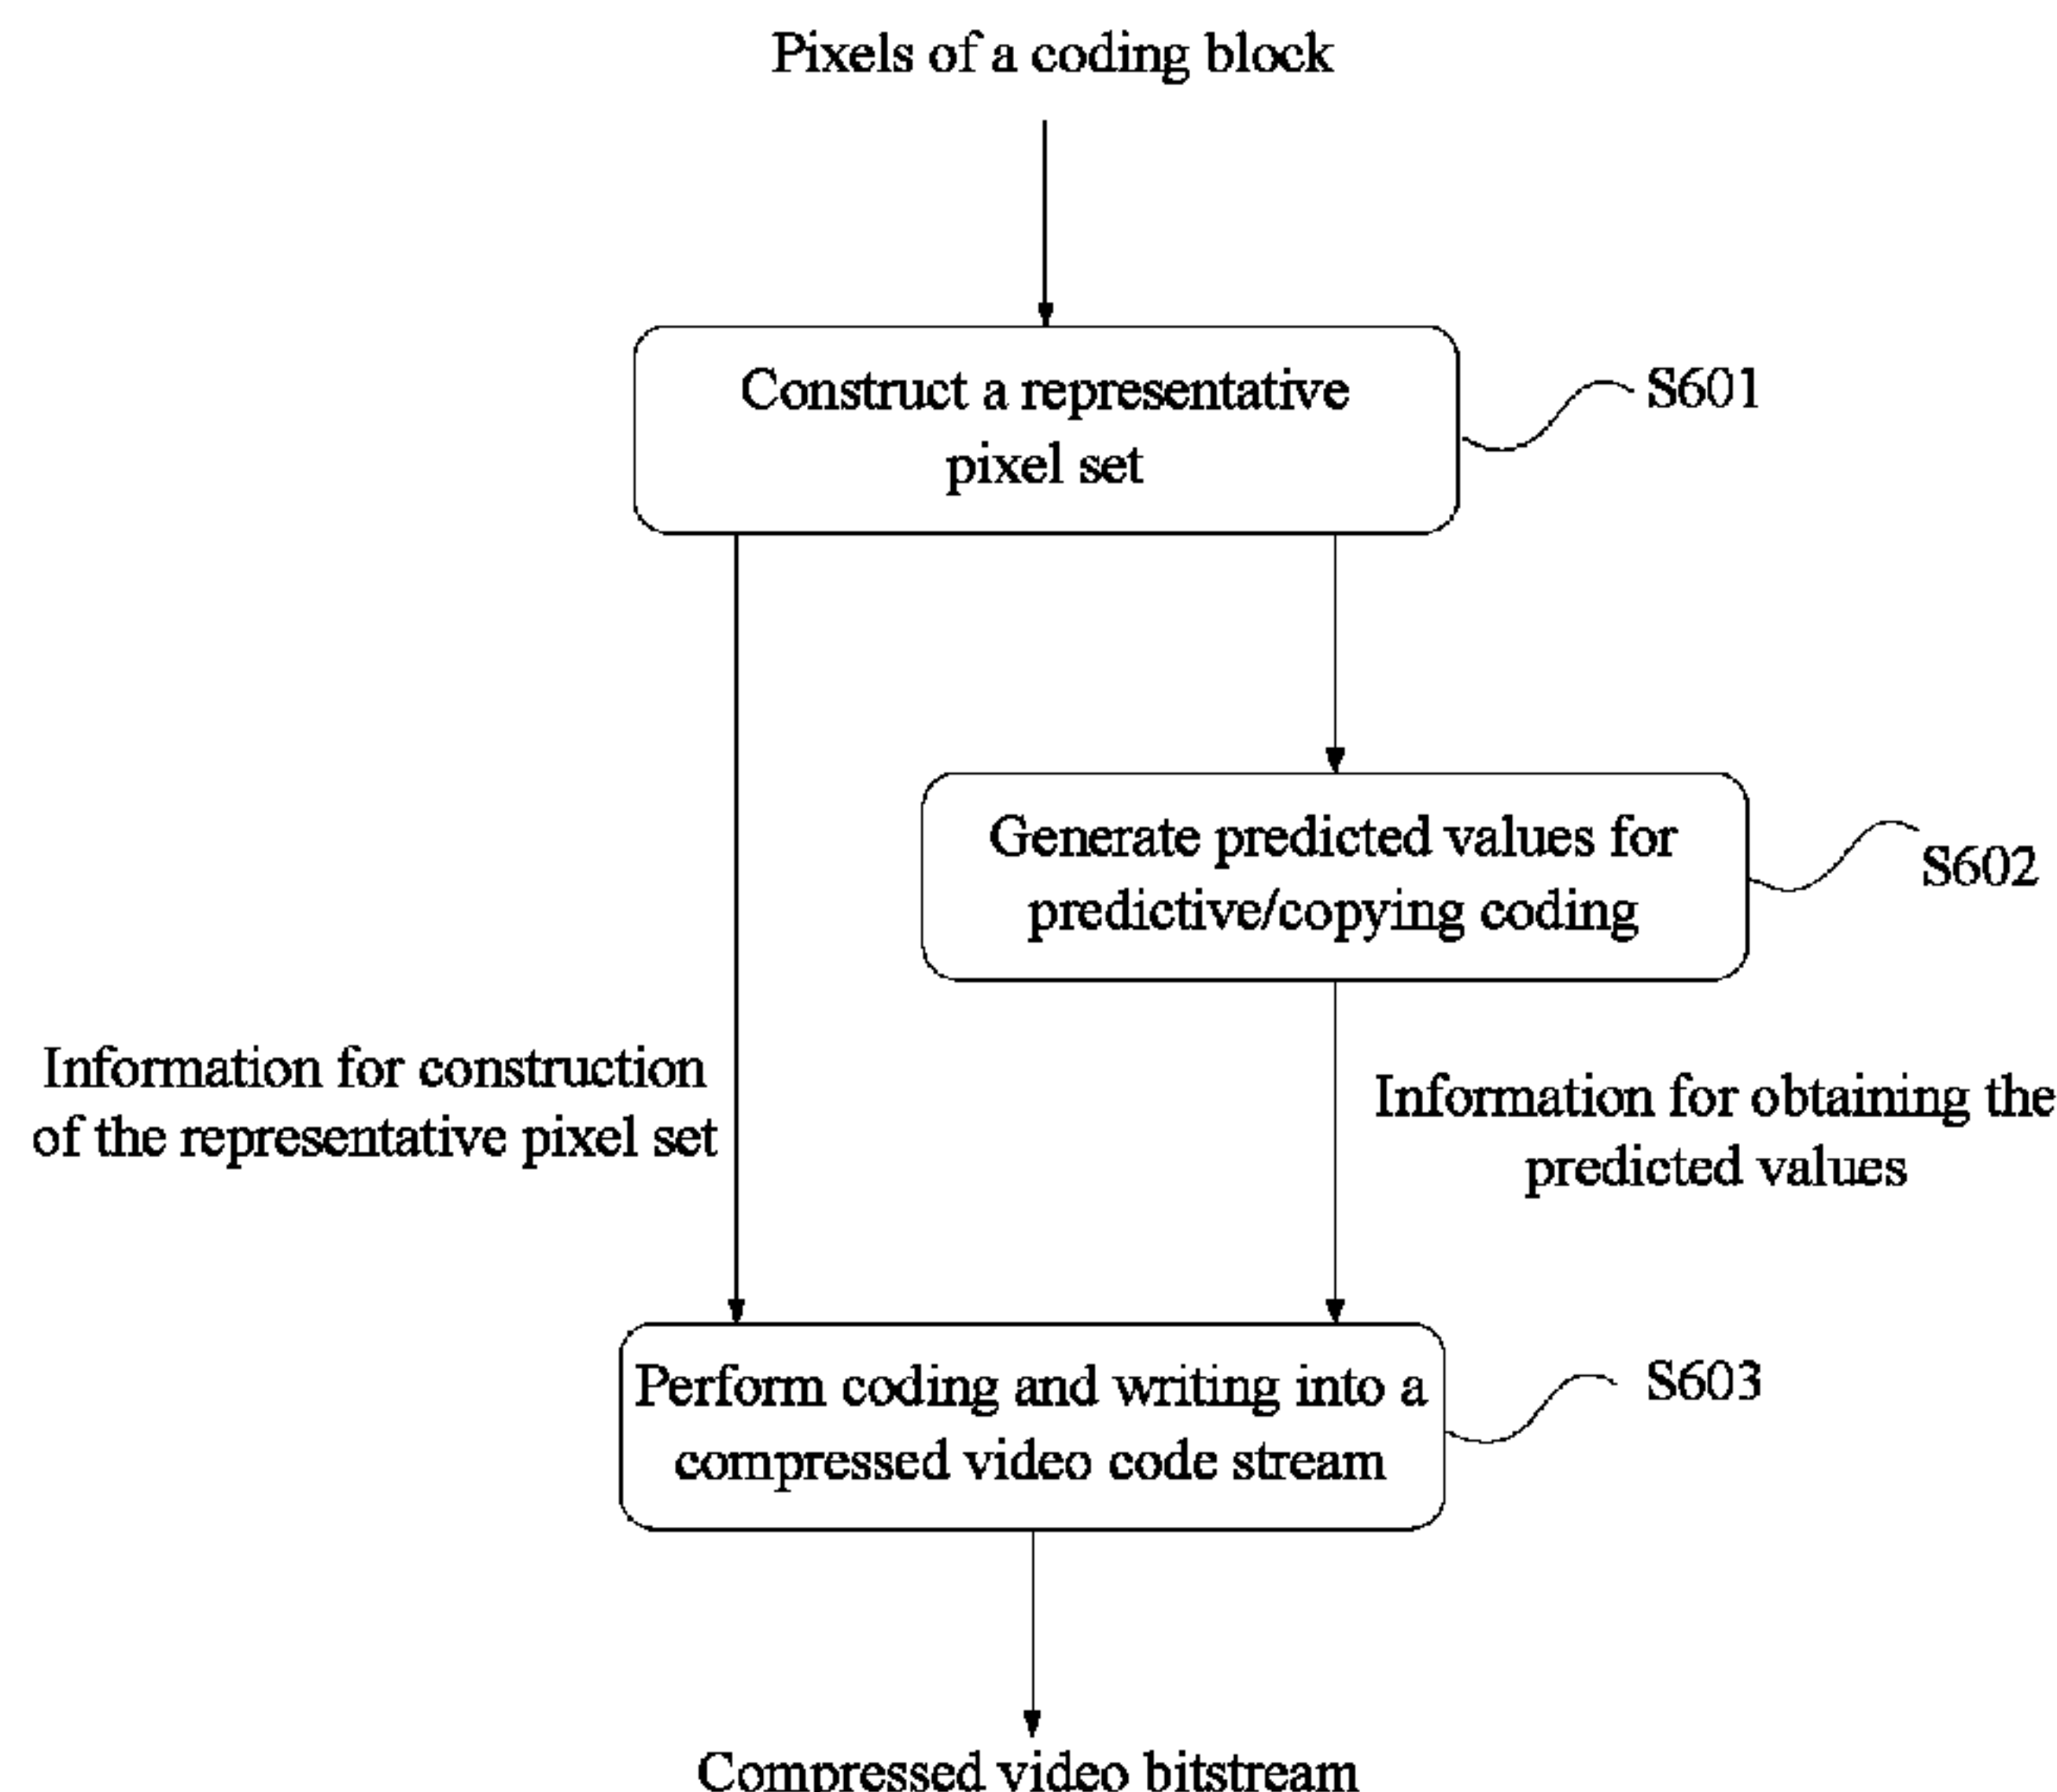 Pixels of a coding block
Construct a representative
pixel set
S601
Generate predicted values for
predictive/copying coding
S602
Information for construction
of the representative pixel set
Information for obtaining the
predicted values
Perform coding and writing into a
compressed video code stream
S603
Compressed video bitstream